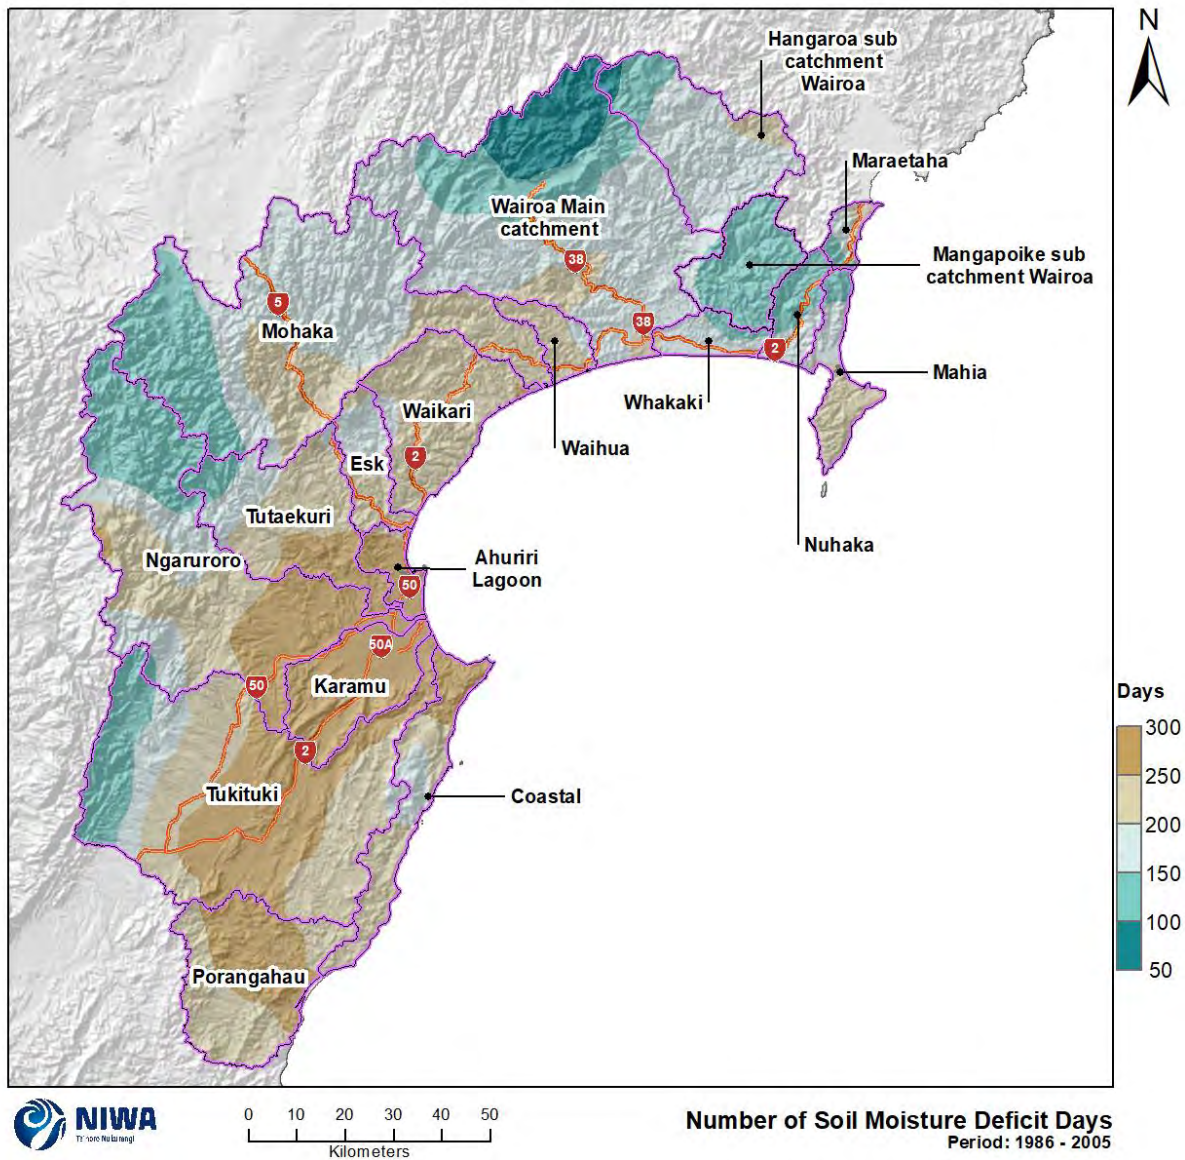 N
Hangaroa sub
catchment
Wairoa
Maraetaha
Wairoa Main
catchment
Mangapoike sub
catchment Wairoa
38
5
Mohaka
38
2
Mahia
Whakaki
Waikari
Waihua
2
Esk
Tutaekuri
Nuhaka
Ngaruroro
Ahuriri
Lagoon
50
50A
50
Karamu
Days
300
2
250
Tukituki
Coastal
200
150
100
Porangahau
50
NIWA
Taihoro Nukurangi
0 10 20 30 40 50
Kilometers
Number of Soil Moisture Deficit Days
Period: 1986 - 2005